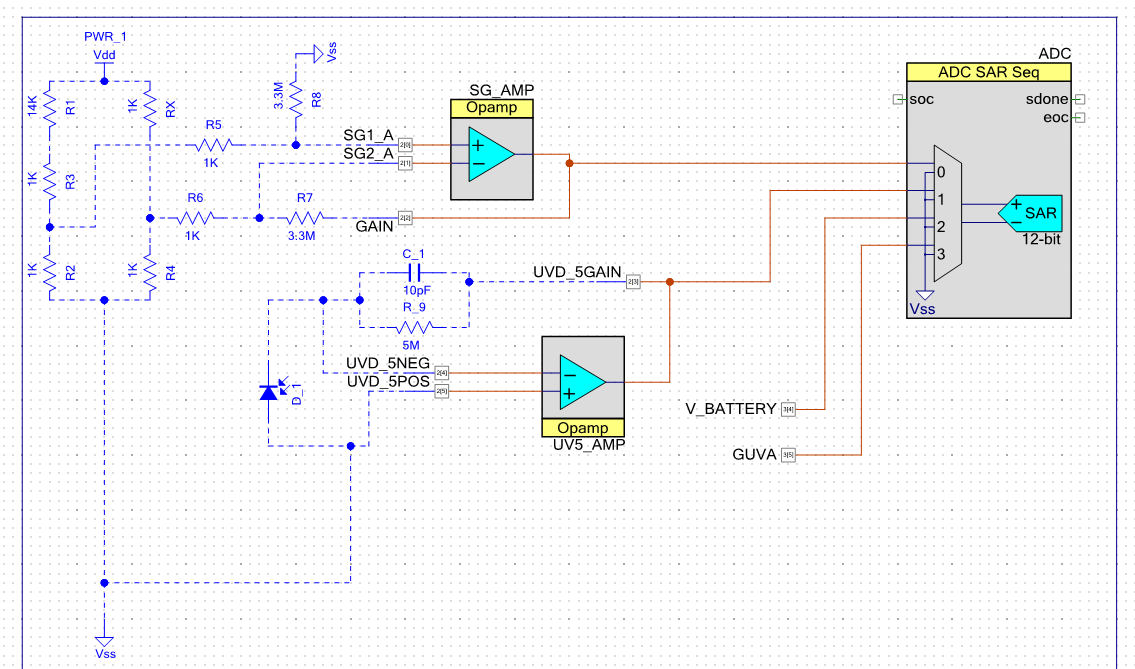 PWR_1
Vdd
Vss
ADC
ADC SAR Seq
14K
R1
1K
RX
3.3M
R8
SG_AMP
Opamp
soc
sdone
eoc
R5
1K
SG1_A
2[0]
+
SG2_A
2[1]
−
1K
R3
R6
1K
R7
3.3M
GAIN
2[2]
0
1
2
3
+
SAR
−
12-bit
Vss
1K
R2
1K
R4
C_1
10pF
R_9
5M
UVD_5GAIN
2[3]
UVD_5NEG
2[4]
−
UVD_5POS
2[5]
+
D_1
Opamp
UV5_AMP
V_BATTERY
3[4]
GUVA
3[5]
Vss